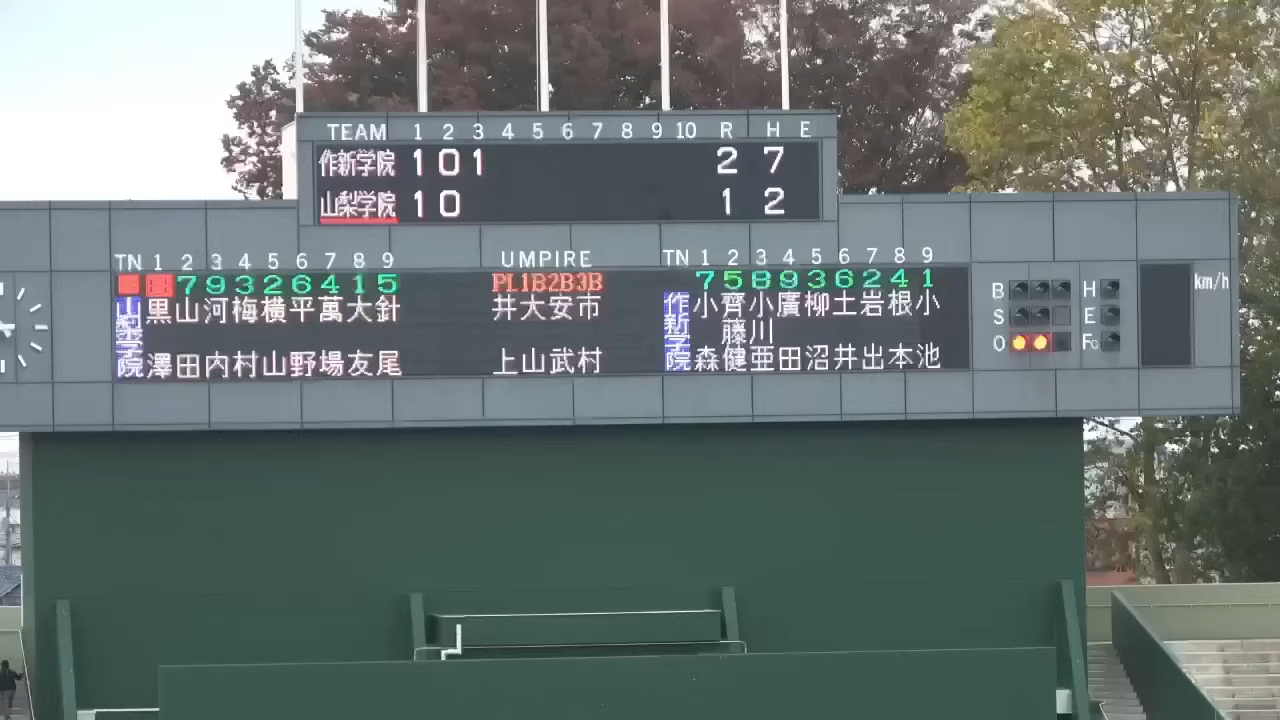 TEAM 1 2 3 4 5 6 7 8 9 10 R H E
作新学院 1 0 1 2 7
山梨学院 1 0 1 2
TN 1 2 3 4 5 6 7 8 9
7 9 3 2 6 4 1 5
山梨学院
黒澤
山田
河内
梅村
横山
平野
萬場
大友
針尾
UMPIRE
PL 1B 2B 3B
井上
大山
安武
市村
TN 1 2 3 4 5 6 7 8 9
7 5 8 9 3 6 2 4 1
作新学院
小森
齊藤健
小川亜
廣田
柳沼
土井
岩出
根本
小池
B H
S E
O Fc
km/h